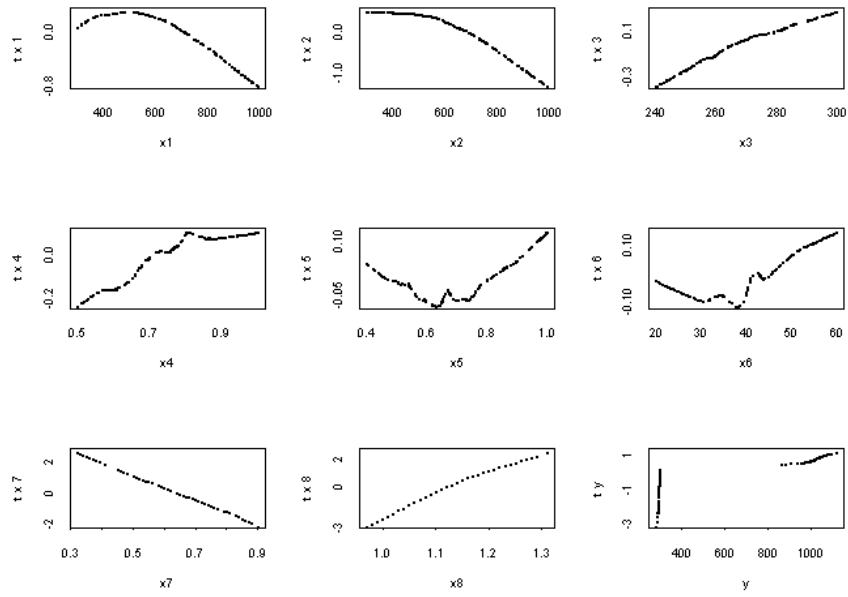 0.0
-0.8
t x 1
400 600 800 1000
x1
0.0
-1.0
t x 2
400 600 800 1000
x2
0.1
-0.3
t x 3
240 260 280 300
x3
0.0
-0.2
t x 4
0.5 0.7 0.9
x4
0.10
-0.05
t x 5
0.4 0.6 0.8 1.0
x5
0.10
-0.10
t x 6
20 30 40 50 60
x6
2
0
-2
t x 7
0.3 0.5 0.7 0.9
x7
2
0
-3
t x 8
1.0 1.1 1.2 1.3
x8
1
-1
-3
t y
400 600 800 1000
y